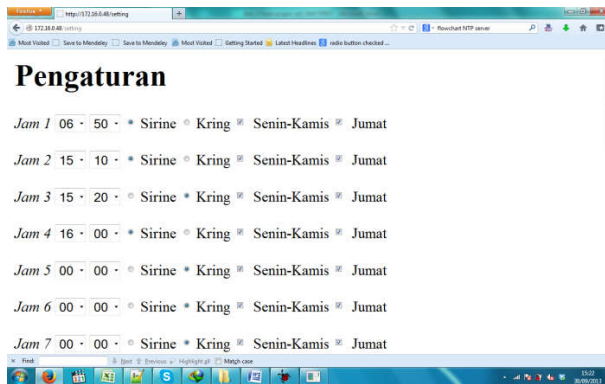 http://172.16.0.48/setting
172.16.0.48/setting
flowchart NTP server
Most Visited Save to Mendeley Save to Mendeley Most Visited Getting Started Latest Headlines radio button checked ...
Pengaturan
Jam 1 06 50 Sirine Kring Senin-Kamis Jumat
Jam 2 15 10 Sirine Kring Senin-Kamis Jumat
Jam 3 15 20 Sirine Kring Senin-Kamis Jumat
Jam 4 16 00 Sirine Kring Senin-Kamis Jumat
Jam 5 00 00 Sirine Kring Senin-Kamis Jumat
Jam 6 00 00 Sirine Kring Senin-Kamis Jumat
Jam 7 00 00 Sirine Kring Senin-Kamis Jumat
Find: Next Previous Highlight all Match case
15:22
30/09/2013